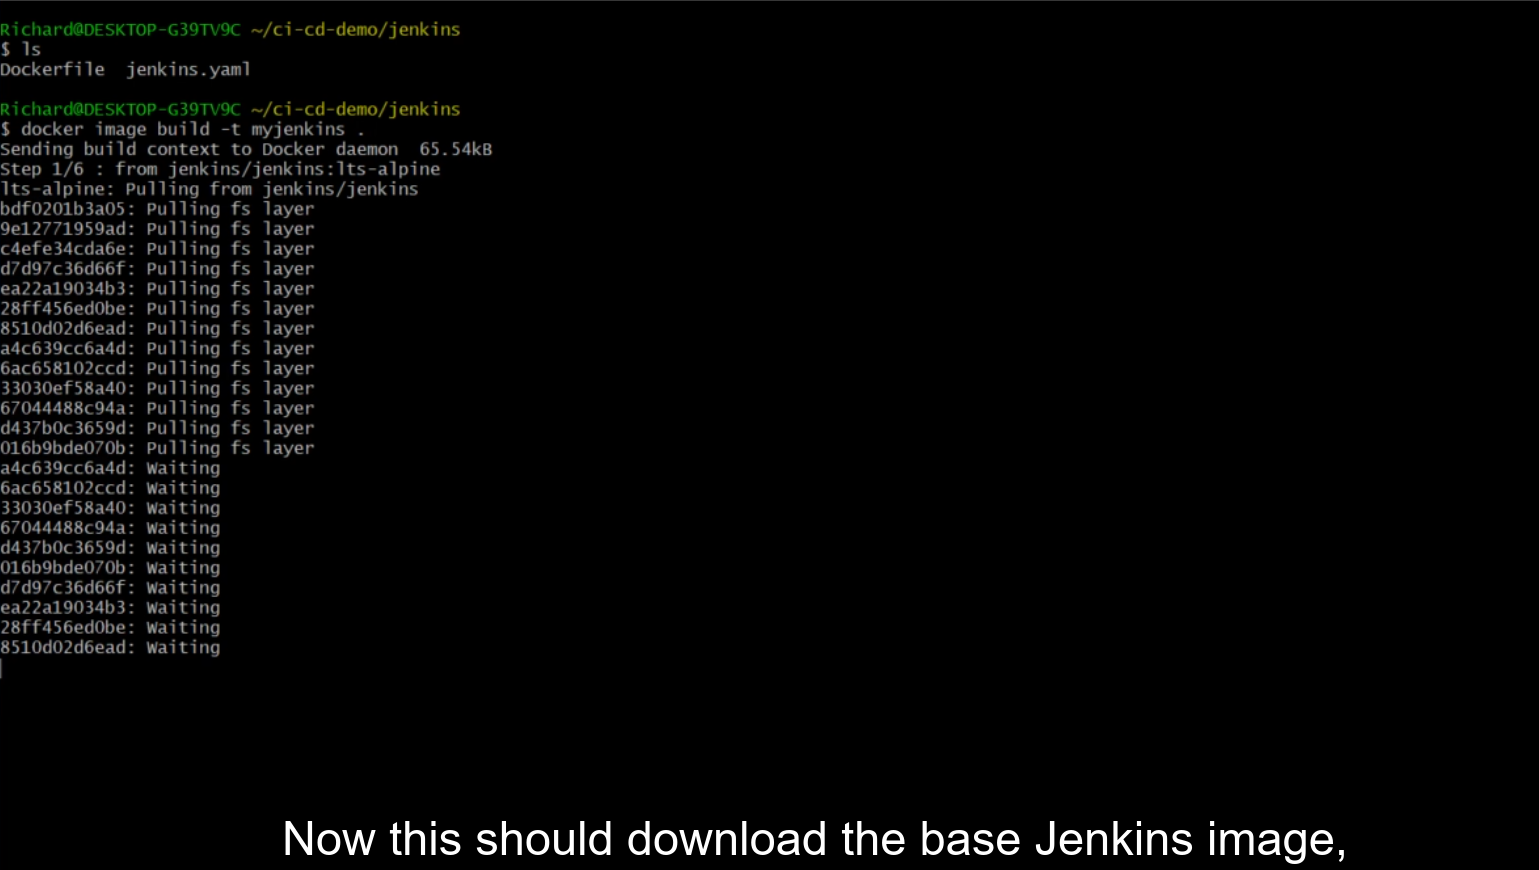 Richard@DESKTOP-G39TV9C ~/ci-cd-demo/jenkins
$ ls
Dockerfile  jenkins.yaml
Richard@DESKTOP-G39TV9C ~/ci-cd-demo/jenkins
$ docker image build -t myjenkins .
Sending build context to Docker daemon  65.54kB
Step 1/6 : from jenkins/jenkins:lts-alpine
lts-alpine: Pulling from jenkins/jenkins
bdf0201b3a05: Pulling fs layer
9e12771959ad: Pulling fs layer
c4efe34cda6e: Pulling fs layer
d7d97c36d66f: Pulling fs layer
ea22a19034b3: Pulling fs layer
28ff456ed0be: Pulling fs layer
8510d02d6ead: Pulling fs layer
a4c639cc6a4d: Pulling fs layer
6ac658102ccd: Pulling fs layer
33030ef58a40: Pulling fs layer
67044488c94a: Pulling fs layer
d437b0c3659d: Pulling fs layer
016b9bde070b: Pulling fs layer
a4c639cc6a4d: Waiting
6ac658102ccd: Waiting
33030ef58a40: Waiting
67044488c94a: Waiting
d437b0c3659d: Waiting
016b9bde070b: Waiting
d7d97c36d66f: Waiting
ea22a19034b3: Waiting
28ff456ed0be: Waiting
8510d02d6ead: Waiting
Now this should download the base Jenkins image,